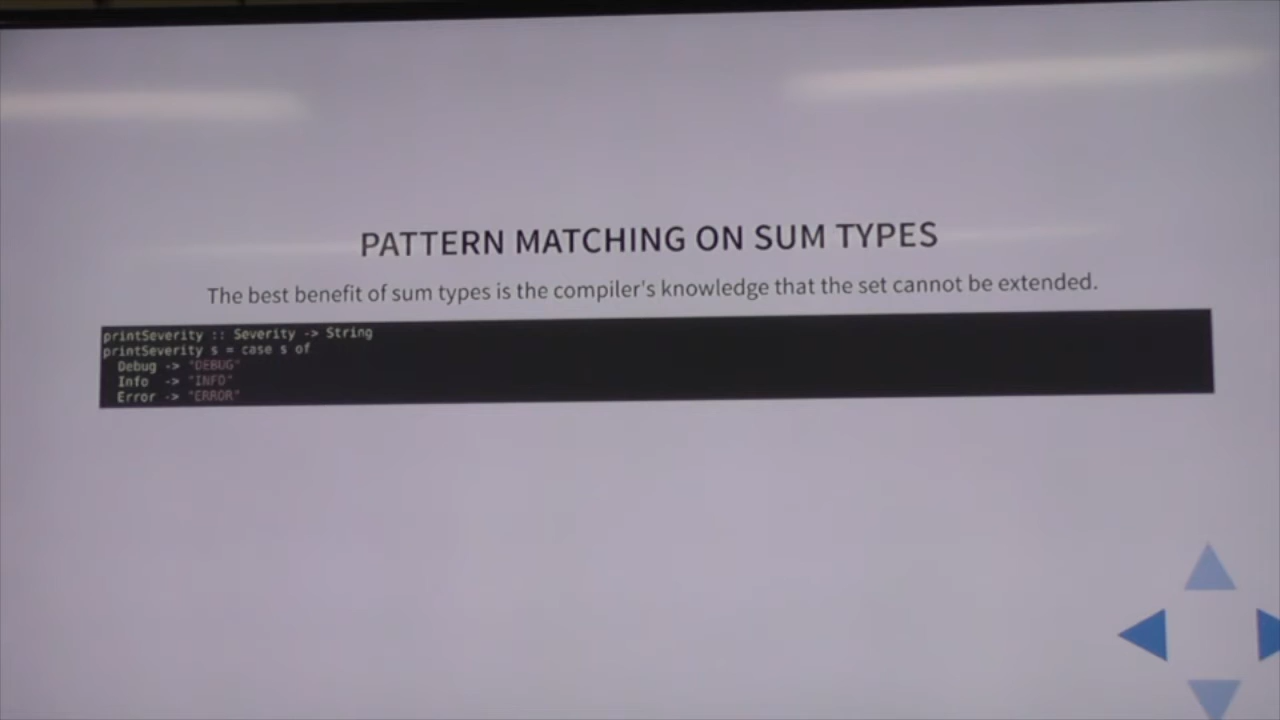 PATTERN MATCHING ON SUM TYPES
The best benefit of sum types is the compiler's knowledge that the set cannot be extended.
printSeverity :: Severity -> String
printSeverity s = case s of
  Debug -> "DEBUG"
  Info  -> "INFO"
  Error -> "ERROR"